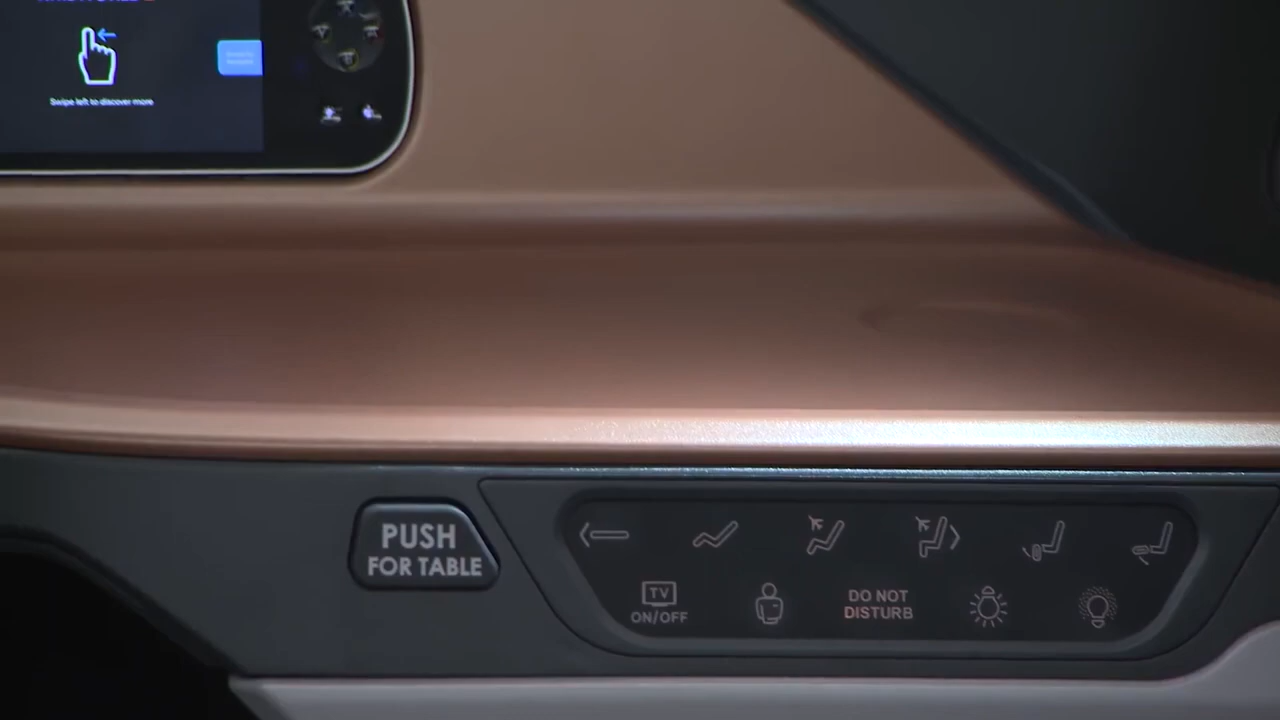 Swipe left to discover more
PUSH
FOR TABLE
TV
ON/OFF
DO NOT
DISTURB